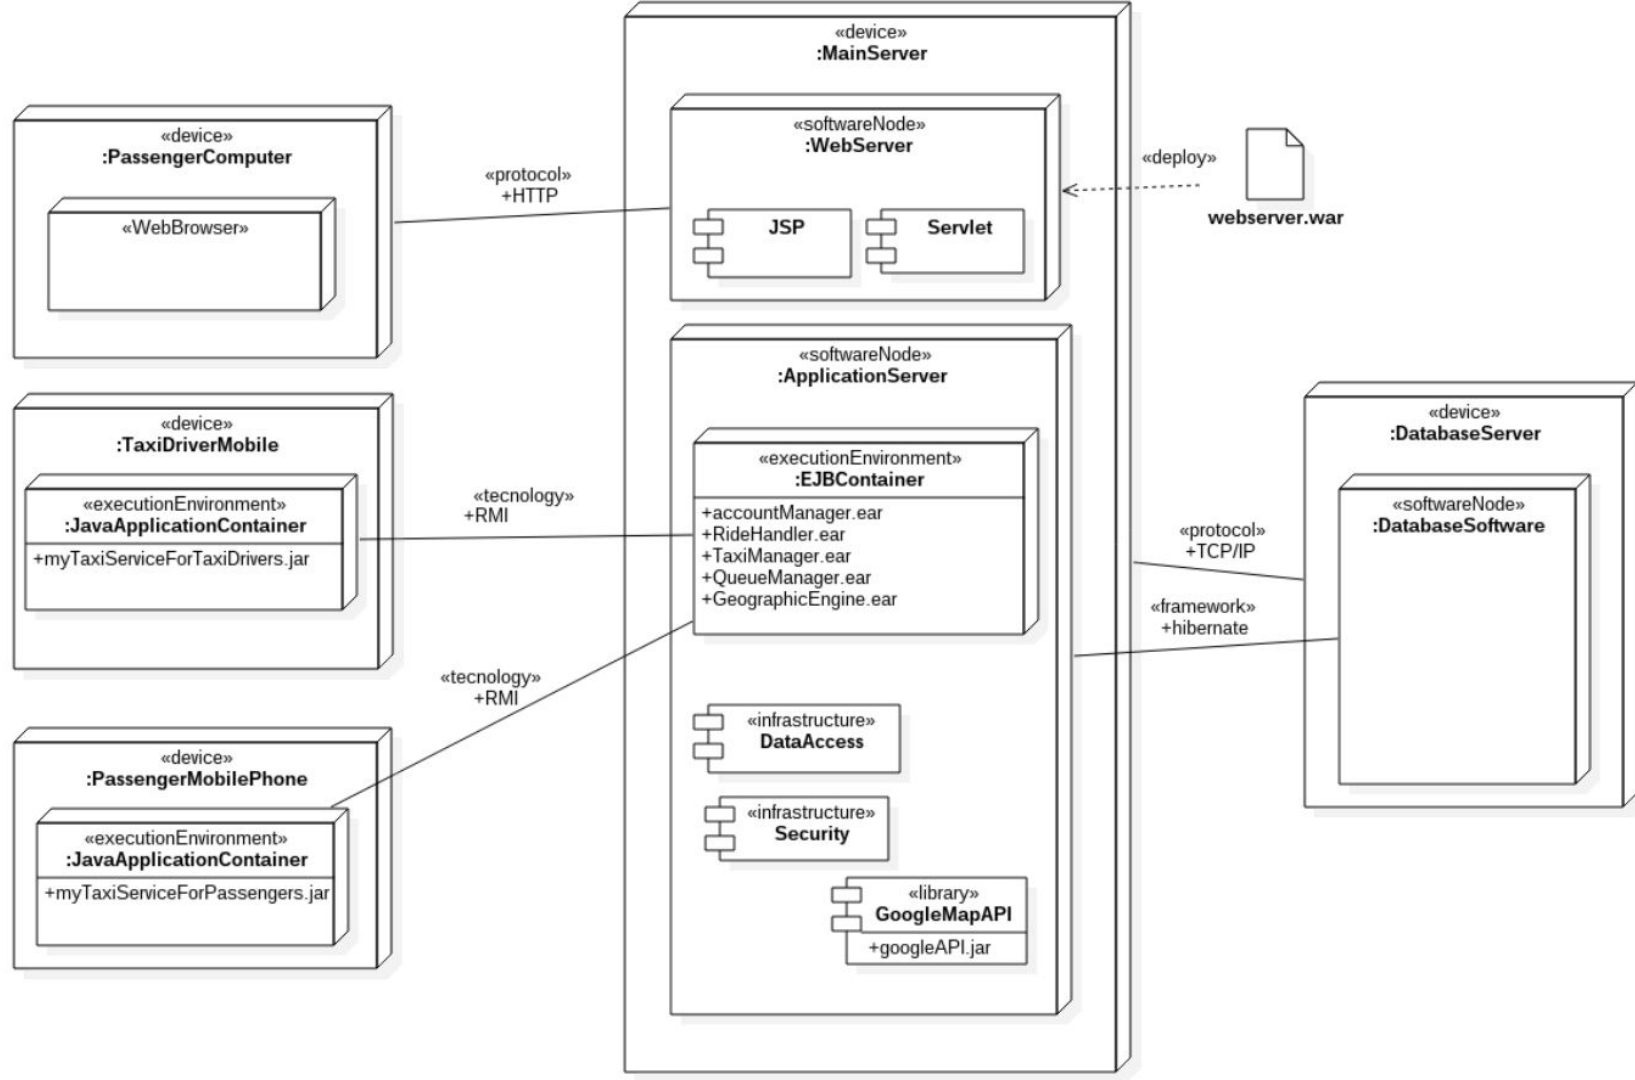 «device»
:PassengerComputer
«WebBrowser»
«protocol»
+HTTP
«device»
:TaxiDriverMobile
«executionEnvironment»
:JavaApplicationContainer
+myTaxiServiceForTaxiDrivers.jar
«tecnology»
+RMI
«device»
:PassengerMobilePhone
«executionEnvironment»
:JavaApplicationContainer
+myTaxiServiceForPassengers.jar
«tecnology»
+RMI
«device»
:MainServer
«softwareNode»
:WebServer
JSP
Servlet
«deploy»
webserver.war
«softwareNode»
:ApplicationServer
«executionEnvironment»
:EJBContainer
+accountManager.ear
+RideHandler.ear
+TaxiManager.ear
+QueueManager.ear
+GeographicEngine.ear
«infrastructure»
DataAccess
«infrastructure»
Security
«library»
GoogleMapAPI
+googleAPI.jar
«protocol»
+TCP/IP
«framework»
+hibernate
«device»
:DatabaseServer
«softwareNode»
:DatabaseSoftware